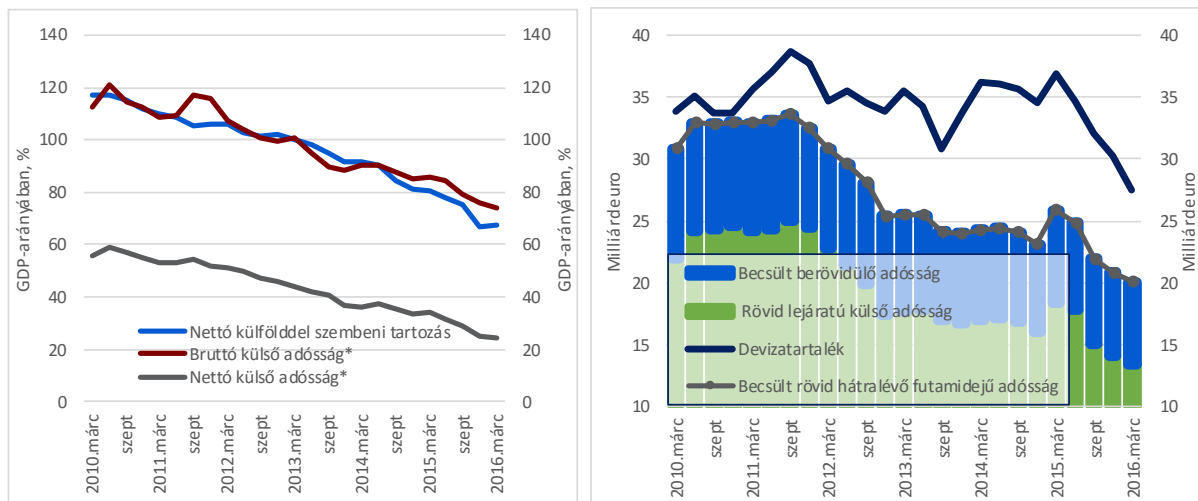 140
120
100
80
60
40
20
0
GDP-arányában, %
Nettó külfölddel szembeni tartozás
Bruttó külső adósság*
Nettó külső adósság*
2010.márc
szept
2011.márc
szept
2012.márc
szept
2013.márc
szept
2014.márc
szept
2015.márc
szept
2016.márc
140
120
100
80
60
40
20
0
GDP-arányában, %
40
35
30
25
20
15
10
Milliárdeuro
Becsült berövidülő adósság
Rövid lejáratú külső adósság
Devizatartalék
Becsült rövid hátralévő futamidejű adósság
2010.márc
szept
2011.márc
szept
2012.márc
szept
2013.márc
szept
2014.márc
szept
2015.márc
szept
2016.márc
40
35
30
25
20
15
10
Milliárdeuro